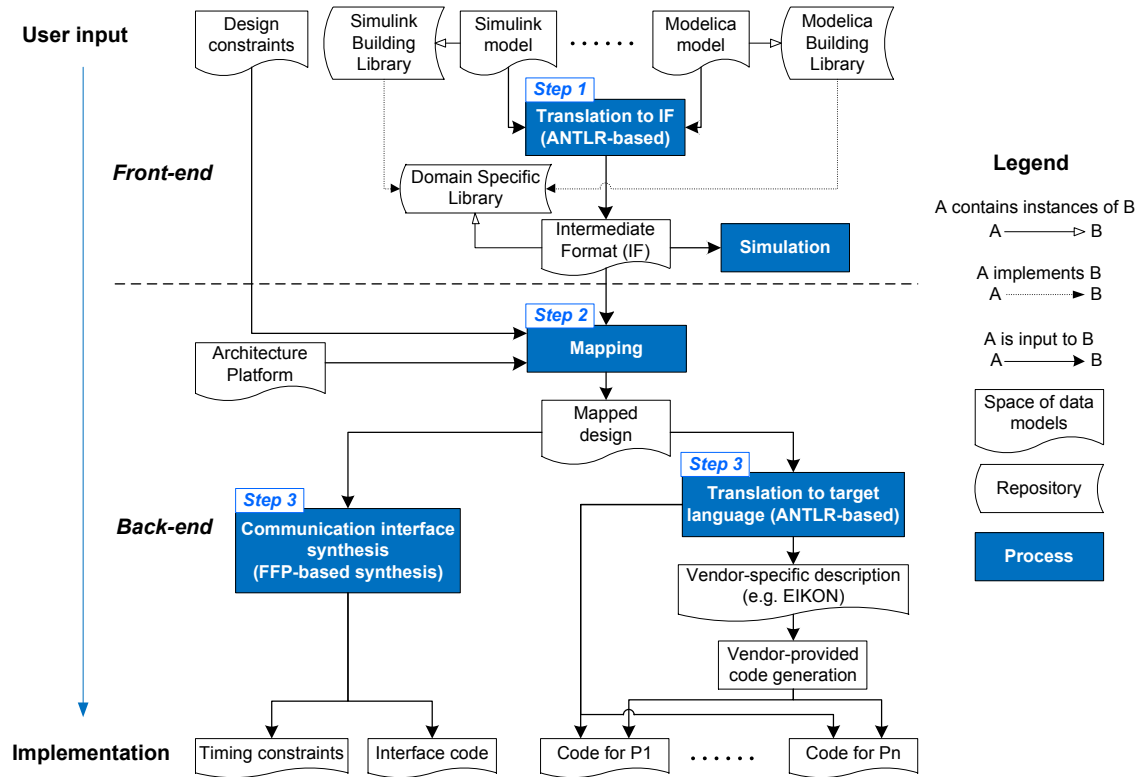 User input
Design
constraints
Simulink
Building
Library
Simulink
model
......
Modelica
model
Modelica
Building
Library
Step 1
Translation to IF
(ANTLR-based)
Front-end
Domain Specific
Library
Intermediate
Format (IF)
Simulation
Step 2
Mapping
Architecture
Platform
Mapped
design
Step 3
Communication interface
synthesis
(FFP-based synthesis)
Step 3
Translation to target
language (ANTLR-based)
Back-end
Vendor-specific description
(e.g. EIKON)
Vendor-provided
code generation
Implementation
Timing constraints
Interface code
Code for P1
......
Code for Pn
Legend
A contains instances of B
A B
A implements B
A B
A is input to B
A B
Space of data
models
Repository
Process